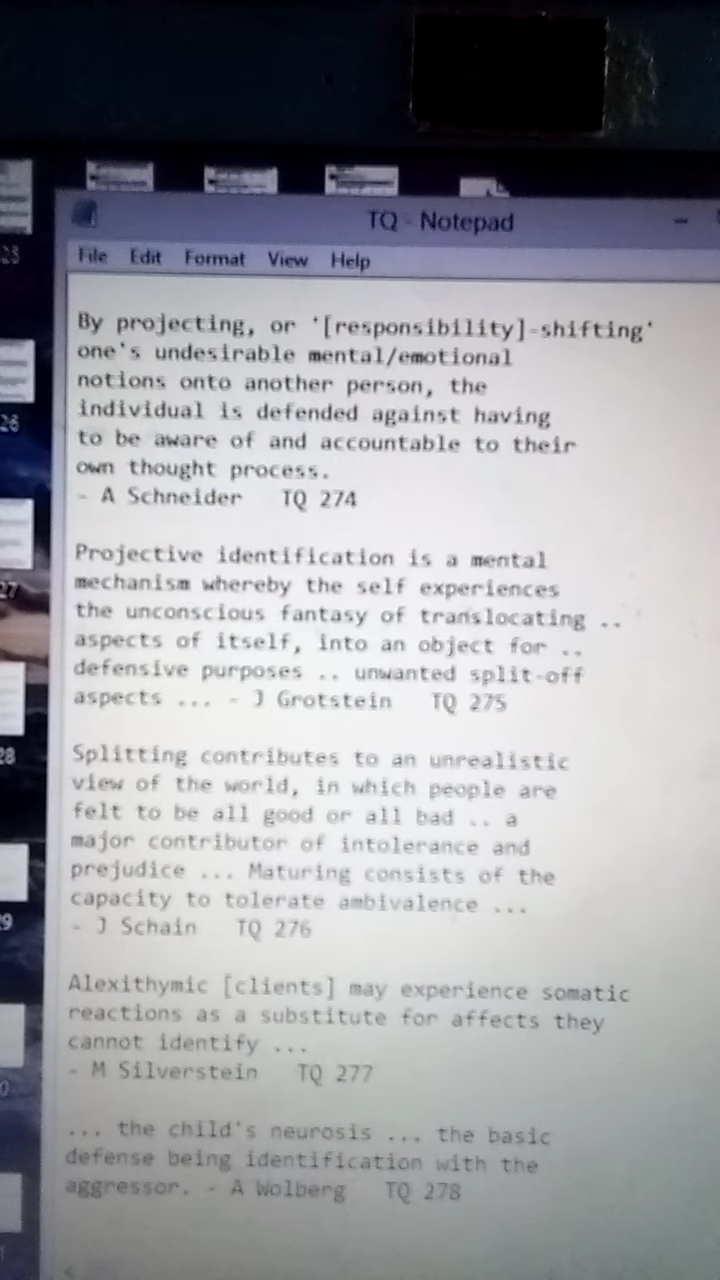 TQ - Notepad
File Edit Format View Help
By projecting, or '[responsibility]-shifting'
one's undesirable mental/emotional
notions onto another person, the
individual is defended against having
to be aware of and accountable to their
own thought process.
- A Schneider TQ 274
Projective identification is a mental
mechanism whereby the self experiences
the unconscious fantasy of translocating ..
aspects of itself, into an object for ..
defensive purposes .. unwanted split-off
aspects ... - J Grotstein TQ 275
Splitting contributes to an unrealistic
view of the world, in which people are
felt to be all good or all bad .. a
major contributor of intolerance and
prejudice ... Maturing consists of the
capacity to tolerate ambivalence ...
- J Schain TQ 276
Alexithymic [clients] may experience somatic
reactions as a substitute for affects they
cannot identify ...
- M Silverstein TQ 277
... the child's neurosis ... the basic
defense being identification with the
aggressor. - A Wolberg TQ 278